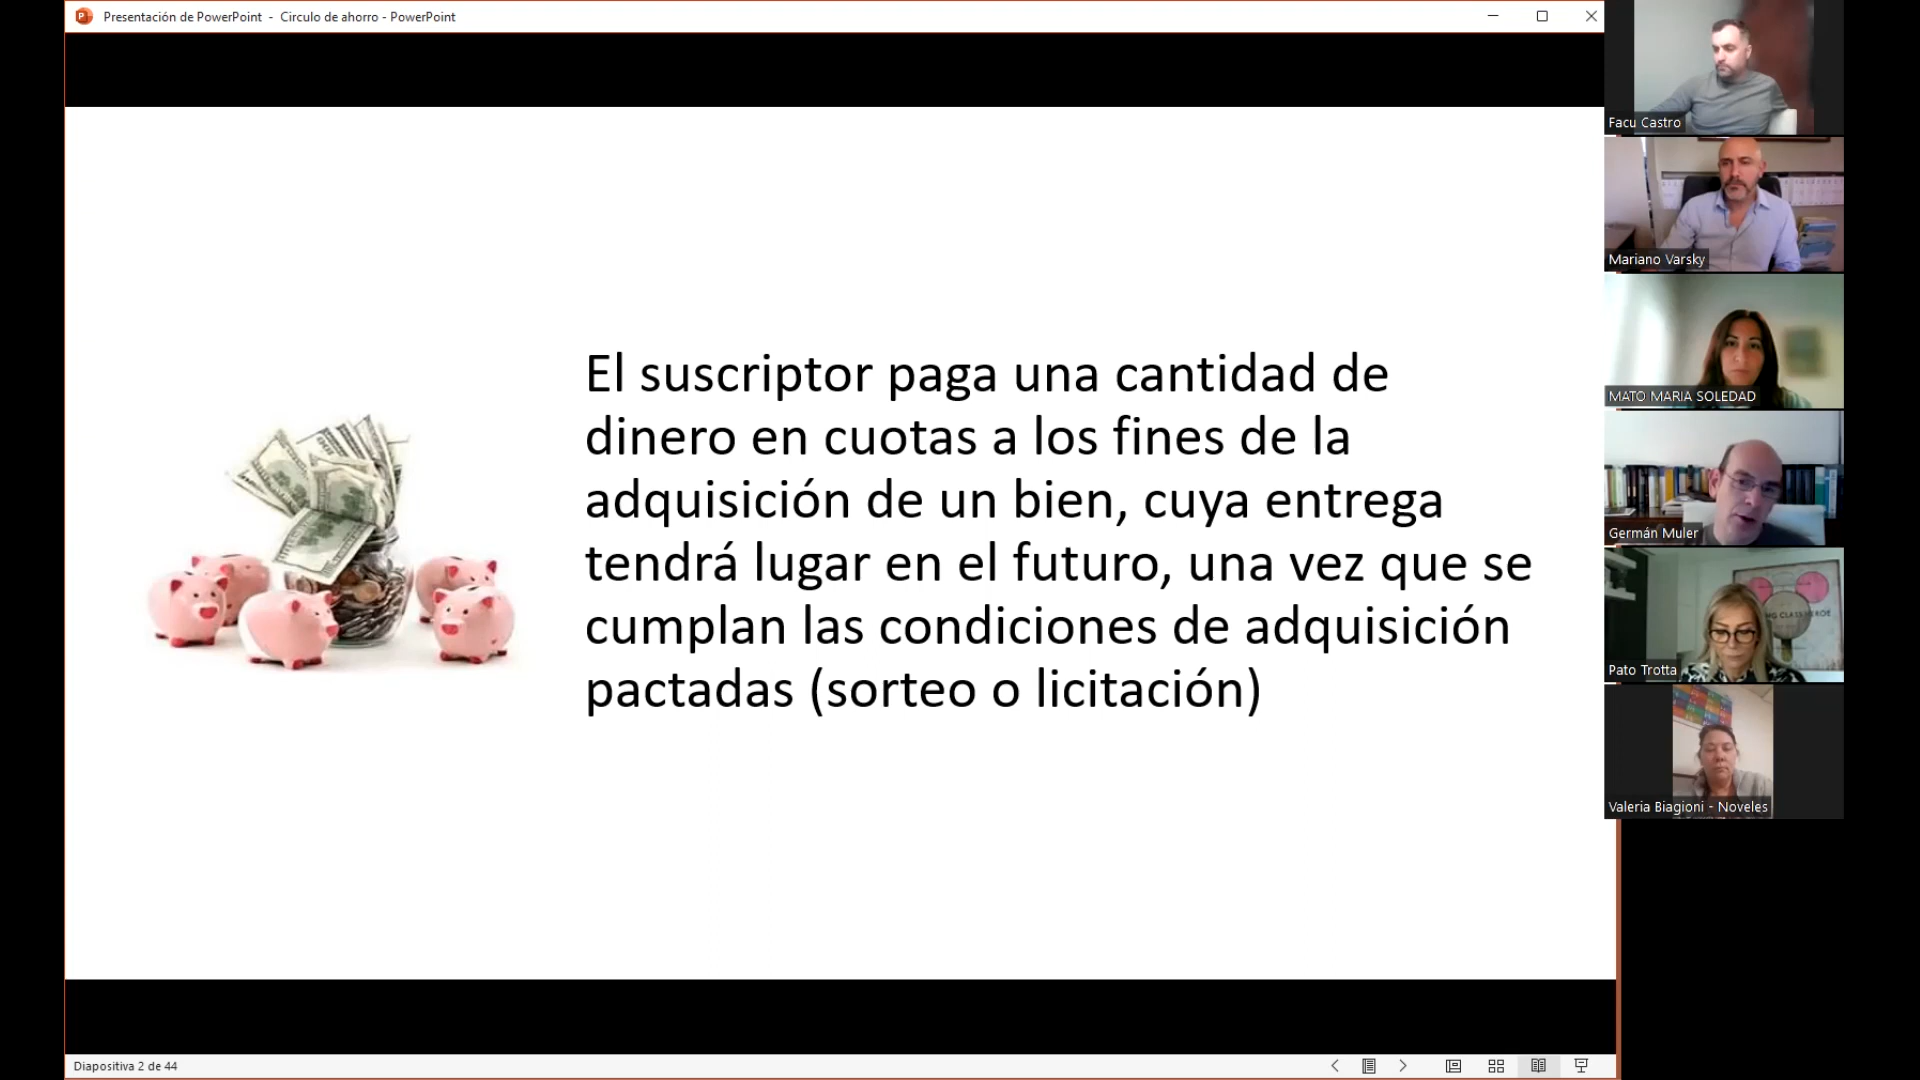 Presentación de PowerPoint - Circulo de ahorro - PowerPoint
El suscriptor paga una cantidad de
dinero en cuotas a los fines de la
adquisición de un bien, cuya entrega
tendrá lugar en el futuro, una vez que se
cumplan las condiciones de adquisición
pactadas (sorteo o licitación)
Facu Castro
Mariano Varsky
MATO MARIA SOLEDAD
Germán Muler
Pato Trotta
Valeria Biagioni - Noveles
Diapositiva 2 de 44